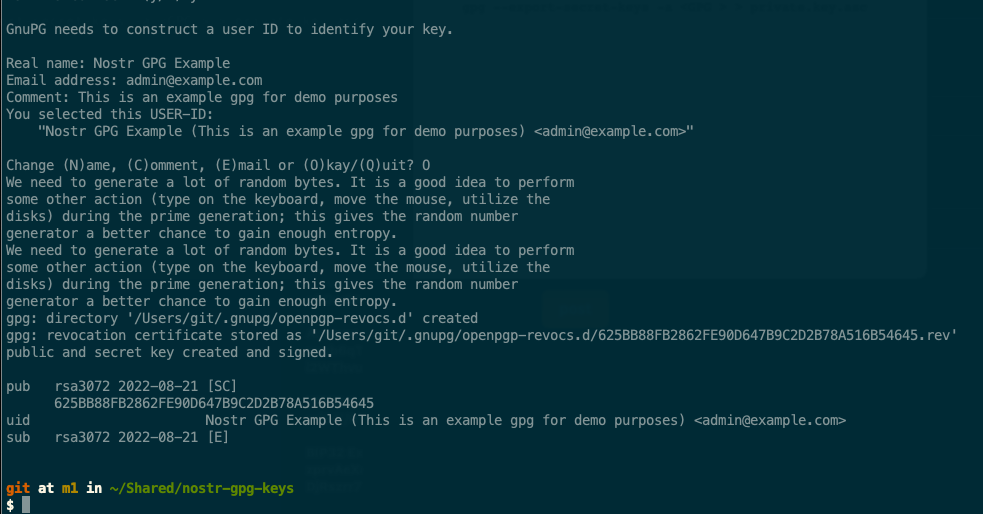 GnuPG needs to construct a user ID to identify your key.
Real name: Nostr GPG Example
Email address: admin@example.com
Comment: This is an example gpg for demo purposes
You selected this USER-ID:
"Nostr GPG Example (This is an example gpg for demo purposes) <admin@example.com>"
Change (N)ame, (C)omment, (E)mail or (O)kay/(Q)uit? O
We need to generate a lot of random bytes. It is a good idea to perform
some other action (type on the keyboard, move the mouse, utilize the
disks) during the prime generation; this gives the random number
generator a better chance to gain enough entropy.
We need to generate a lot of random bytes. It is a good idea to perform
some other action (type on the keyboard, move the mouse, utilize the
disks) during the prime generation; this gives the random number
generator a better chance to gain enough entropy.
gpg: directory '/Users/git/.gnupg/openpgp-revocs.d' created
gpg: revocation certificate stored as '/Users/git/.gnupg/openpgp-revocs.d/625BB88FB2862FE90D647B9C2D2B78A516B54645.rev'
public and secret key created and signed.
pub rsa3072 2022-08-21 [SC]
625BB88FB2862FE90D647B9C2D2B78A516B54645
uid Nostr GPG Example (This is an example gpg for demo purposes) <admin@example.com>
sub rsa3072 2022-08-21 [E]
git at m1 in ~/Shared/nostr-gpg-keys
$